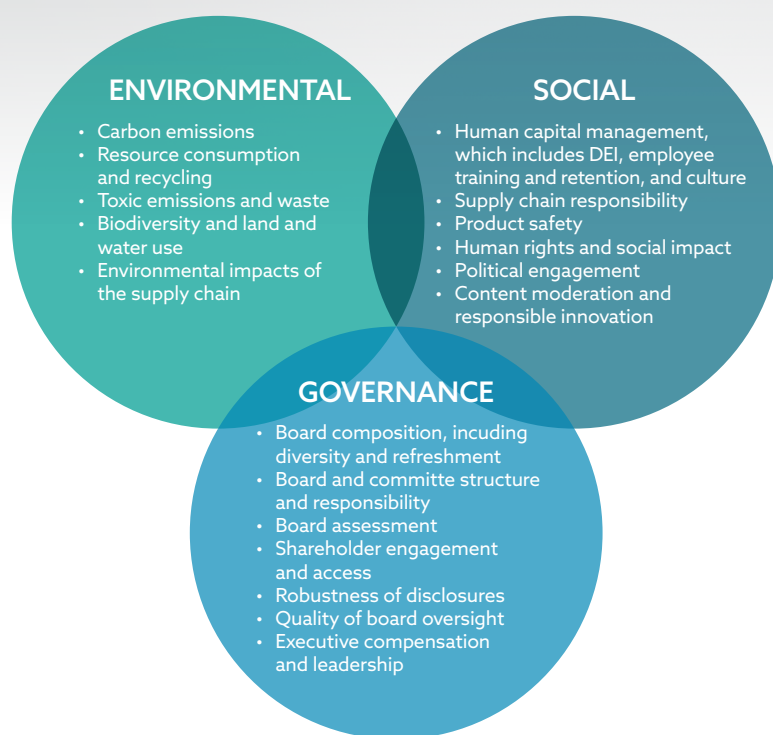 ENVIRONMENTAL
• Carbon emissions
• Resource consumption
and recycling
• Toxic emissions and waste
• Biodiversity and land and
water use
• Environmental impacts of
the supply chain
SOCIAL
• Human capital management,
which includes DEI, employee
training and retention, and culture
• Supply chain responsibility
• Product safety
• Human rights and social impact
• Political engagement
• Content moderation and
responsible innovation
GOVERNANCE
• Board composition, incuding
diversity and refreshment
• Board and committe structure
and responsibility
• Board assessment
• Shareholder engagement
and access
• Robustness of disclosures
• Quality of board oversight
• Executive compensation
and leadership